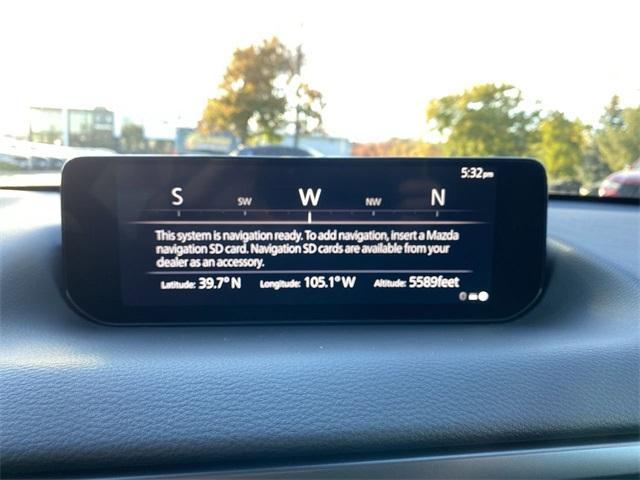 5:32pm
S SW W NW N
This system is navigation ready. To add navigation, insert a Mazda
navigation SD card. Navigation SD cards are available from your
dealer as an accessory.
Latitude: 39.7° N Longitude: 105.1° W Altitude: 5589feet